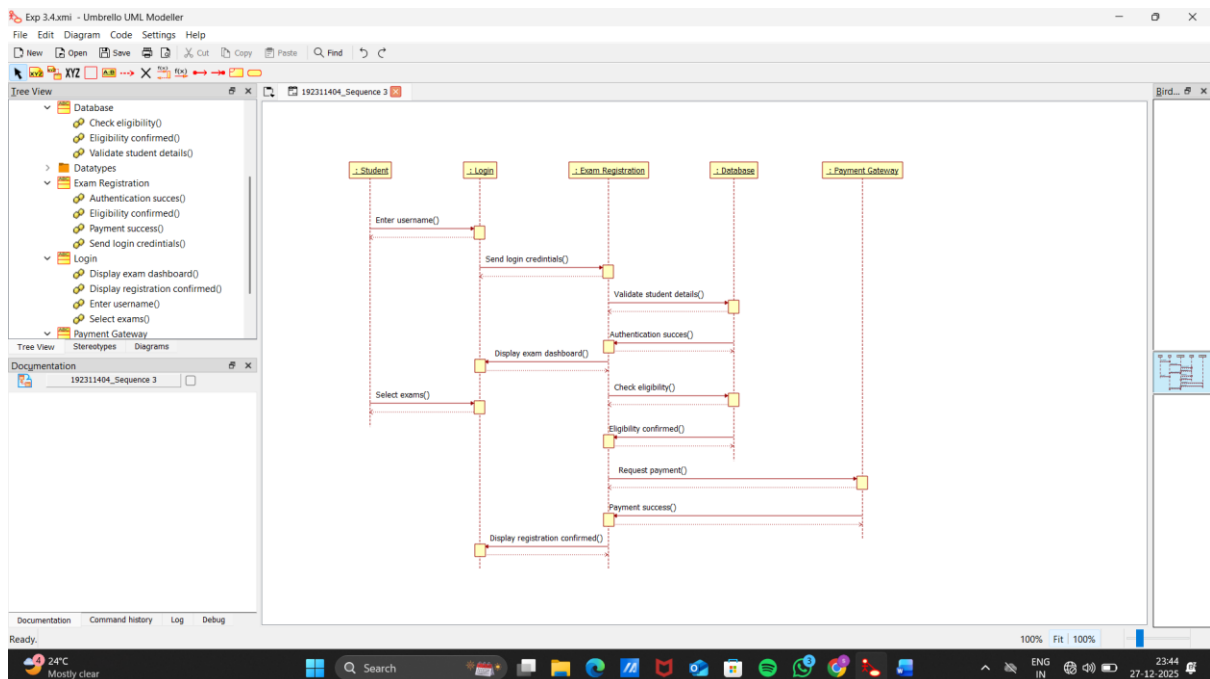 Exp 3.4.xmi - Umbrello UML Modeller
File Edit Diagram Code Settings Help
New Open Save Cut Copy Paste Find
XYZ XYZ A:B f(x)
Tree View
192311404_Sequence 3
Bird...
Database
Check eligibility()
Eligibility confirmed()
Validate student details()
Datatypes
Exam Registration
Authentication succes()
Eligibility confirmed()
Payment success()
Send login credintials()
Login
Display exam dashboard()
Display registration confirmed()
Enter username()
Select exams()
Payment Gateway
Tree View Stereotypes Diagrams
Documentation
192311404_Sequence 3
: Student : Login : Exam Registration : Database : Payment Gateway
Enter username()
Send login credintials()
Validate student details()
Authentication succes()
Display exam dashboard()
Check eligibility()
Select exams()
Eligibility confirmed()
Request payment()
Payment success()
Display registration confirmed()
Documentation Command history Log Debug
Ready.
100% Fit 100%
4
24°C
Mostly clear
Search
3
ENG
IN
23:44
27-12-2025